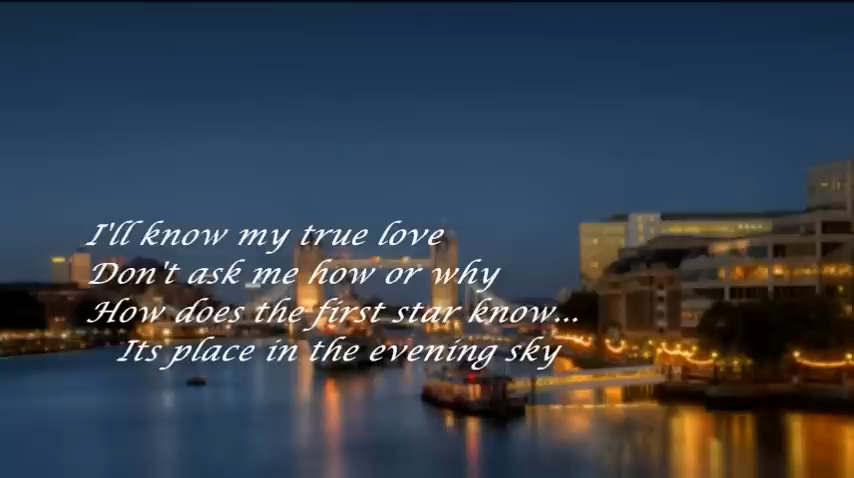 I'll know my true love
Don't ask me how or why
How does the first star know...
Its place in the evening sky